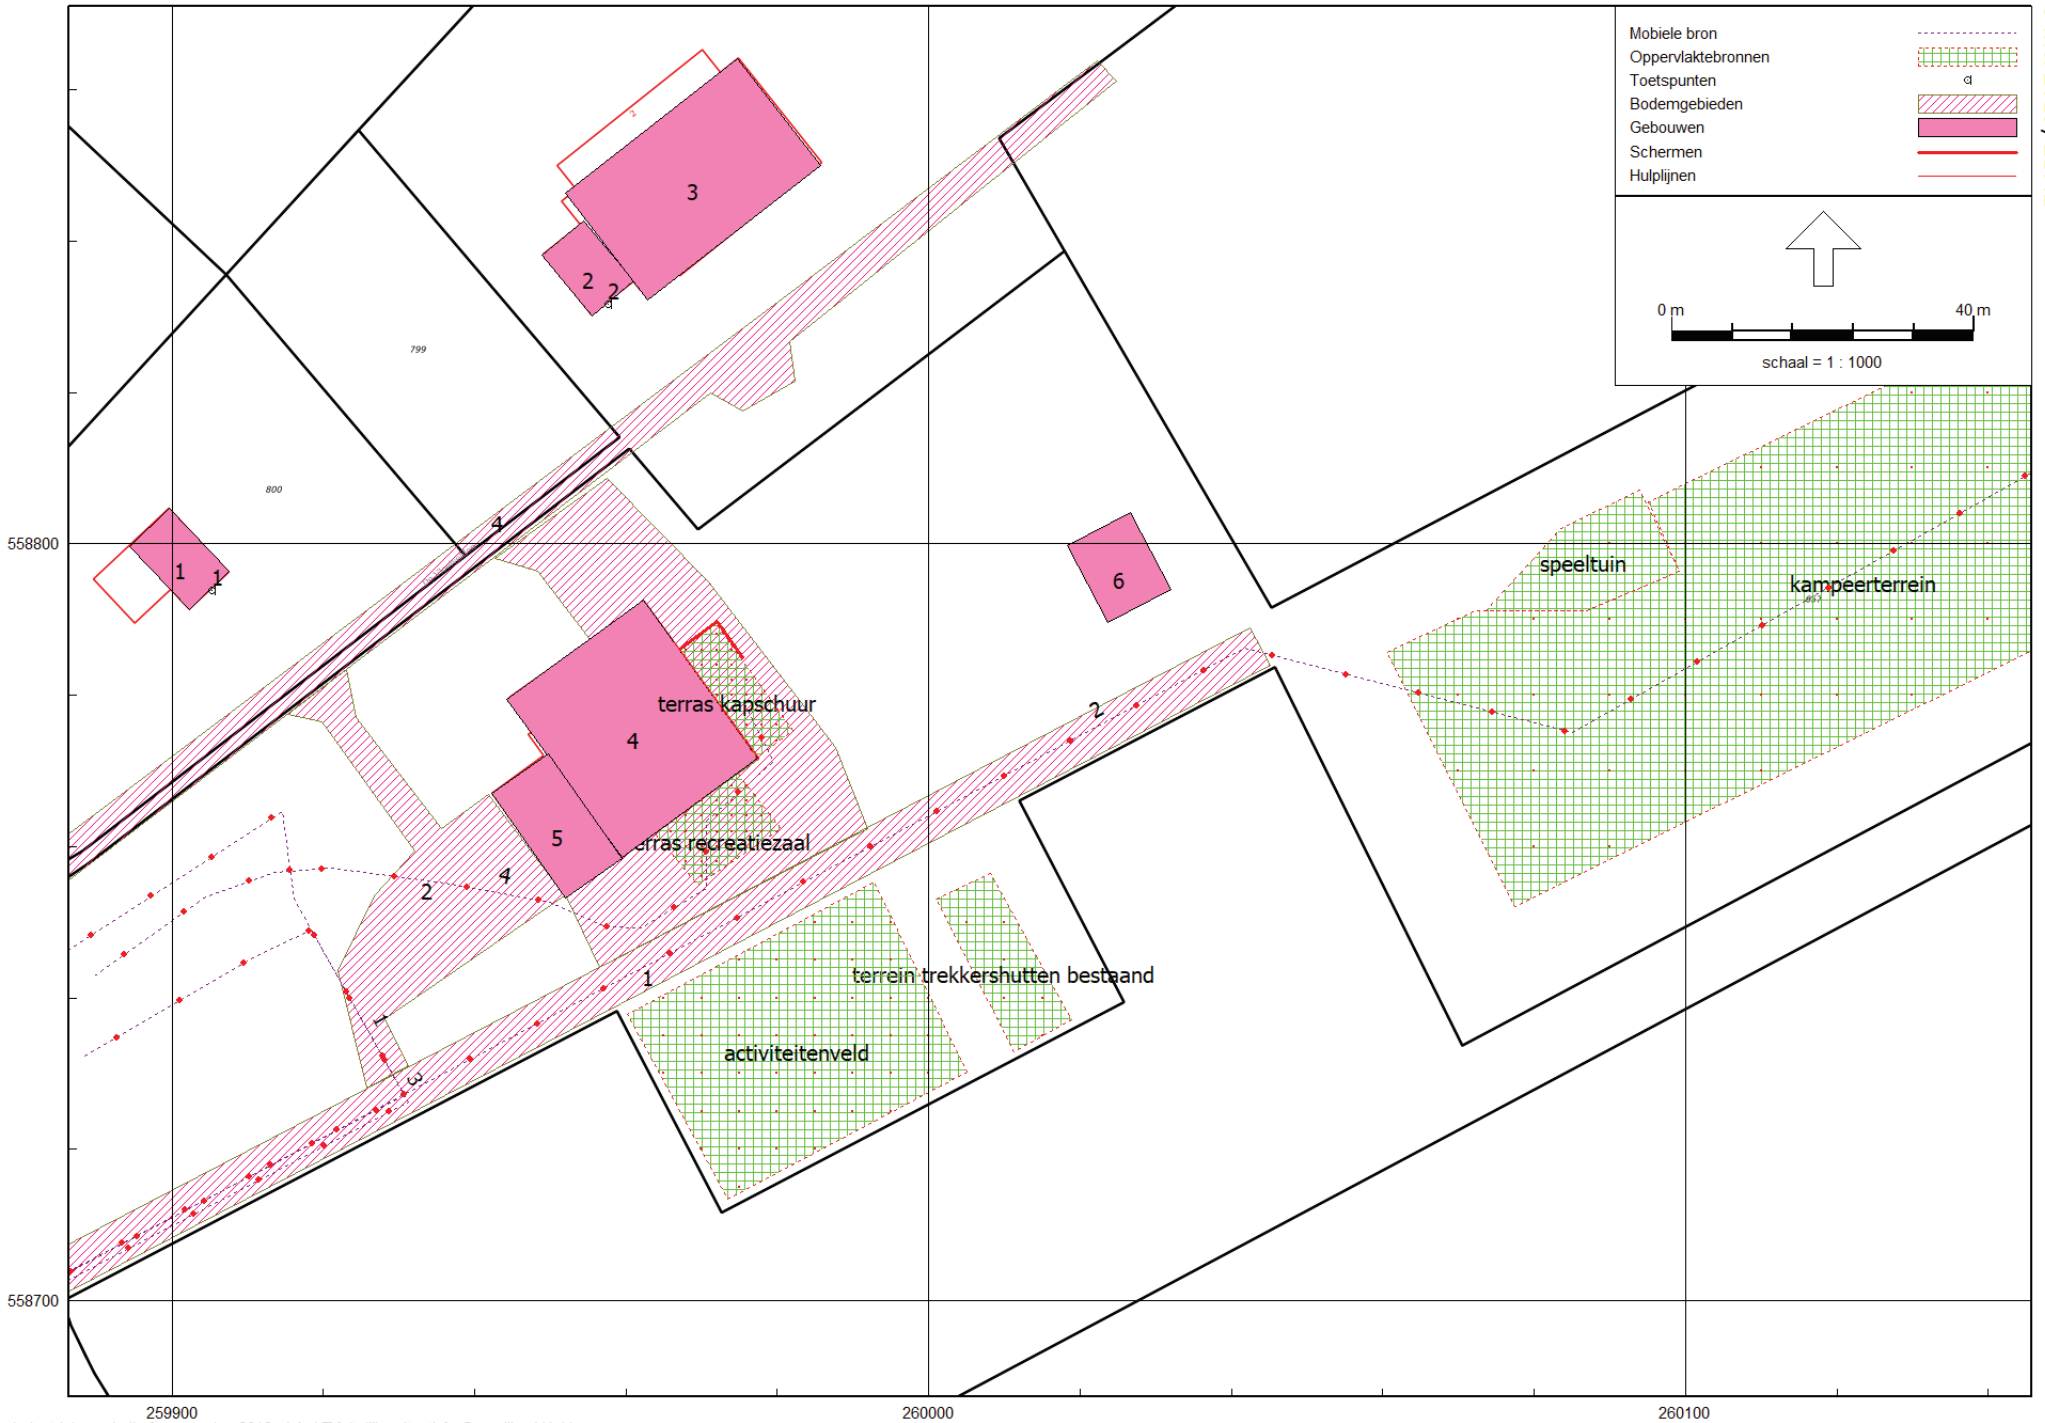 Mobiele bron
Oppervlaktebronnen
Toetspunten
Bodemgebieden
Gebouwen
Schermen
Hulplijnen
0 m
40 m
schaal = 1 : 1000
2
3
2
2
799
800
4
558800
1
1
6
speeltuin
kampeerterrein
terras kapschuur
2
4
5
terras recreatiezaal
4
2
1
terrein trekkershutten bestaand
1
activiteitenveld
3
558700
259900
260000
260100